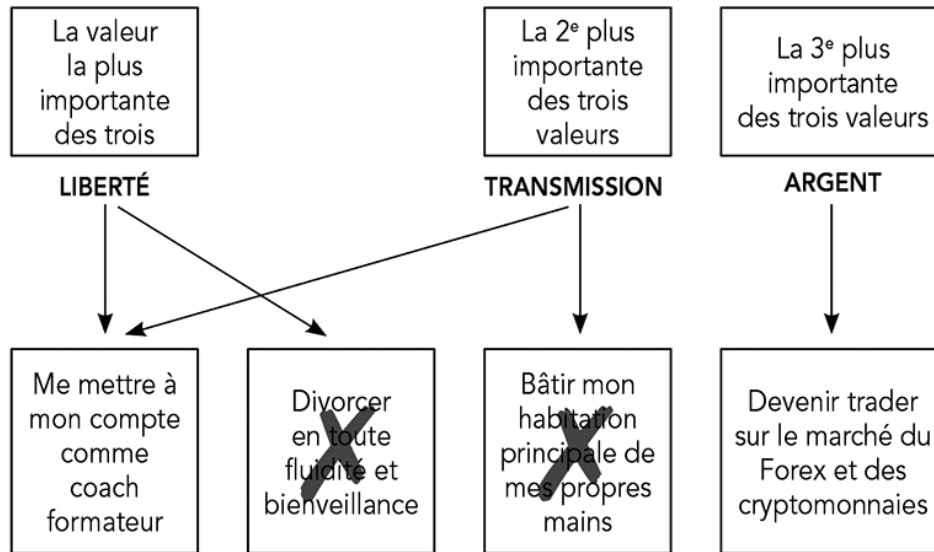 La valeur
la plus
importante
des trois
La 2e plus
importante
des trois
valeurs
La 3e plus
importante
des trois valeurs
LIBERTÉ
TRANSMISSION
ARGENT
Me mettre à
mon compte
comme
coach
formateur
Divorcer
en toute
fluidité et
bienveillance
Bâtir mon
habitation
principale de
mes propres
mains
Devenir trader
sur le marché du
Forex et des
cryptomonnaies